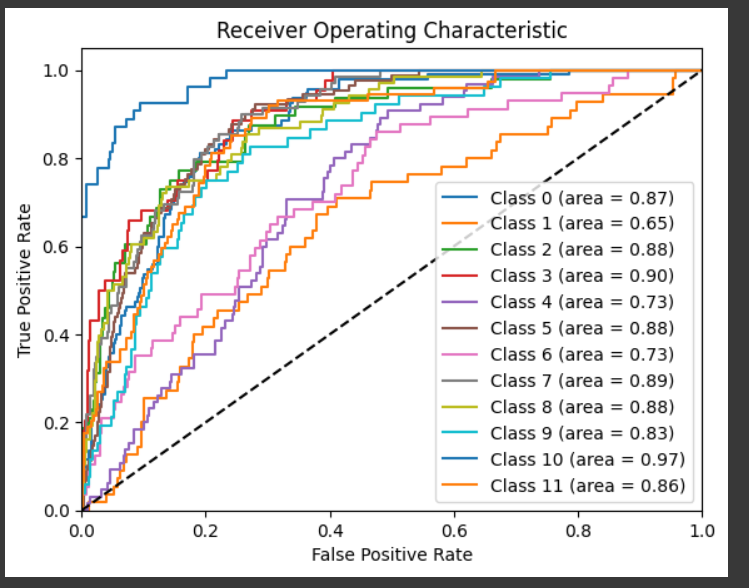 Receiver Operating Characteristic
1.0
0.8
0.6
0.4
0.2
0.0
True Positive Rate
Class 0 (area = 0.87)
Class 1 (area = 0.65)
Class 2 (area = 0.88)
Class 3 (area = 0.90)
Class 4 (area = 0.73)
Class 5 (area = 0.88)
Class 6 (area = 0.73)
Class 7 (area = 0.89)
Class 8 (area = 0.88)
Class 9 (area = 0.83)
Class 10 (area = 0.97)
Class 11 (area = 0.86)
0.0 0.2 0.4 0.6 0.8 1.0
False Positive Rate